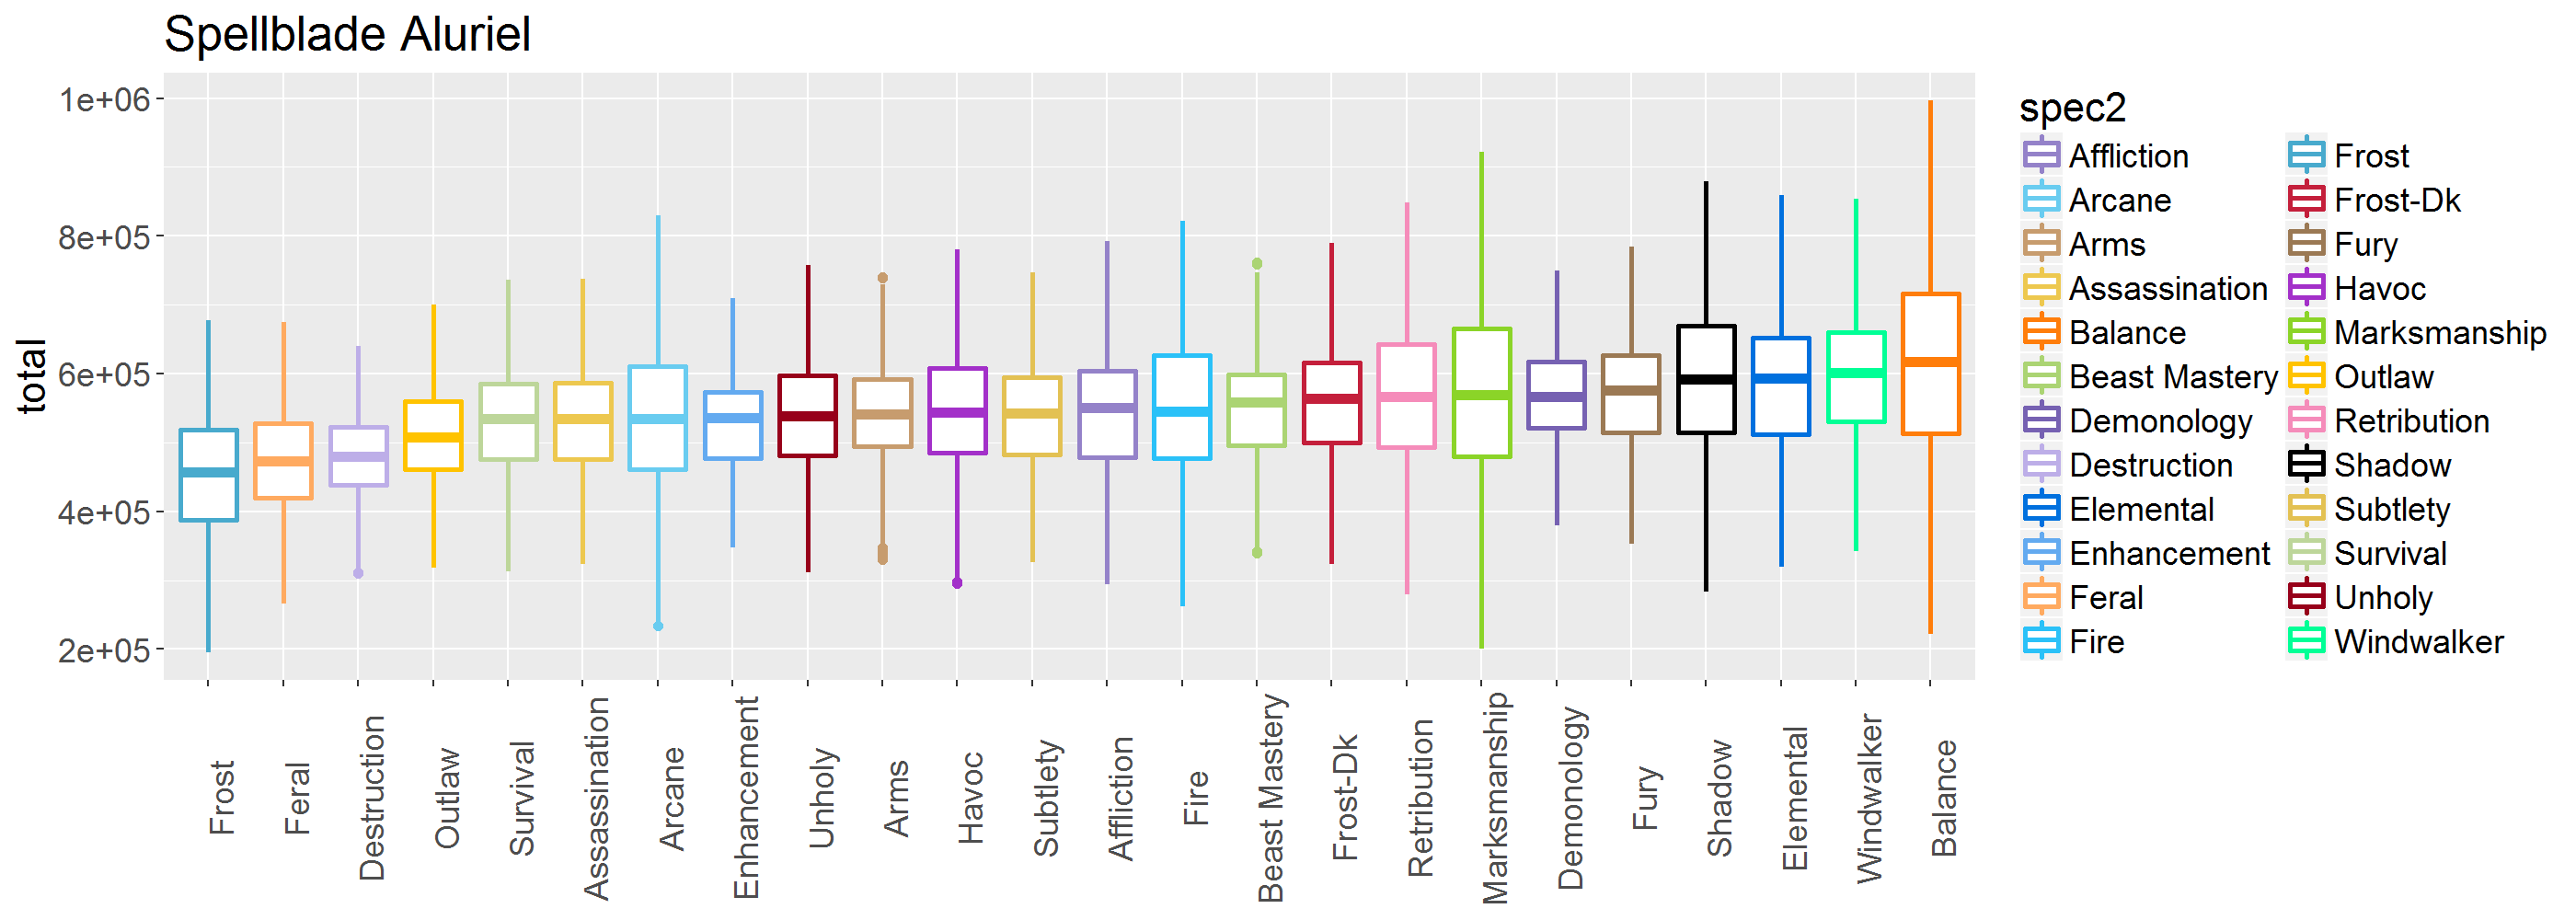 Spellblade Aluriel
total
1e+06
8e+05
6e+05
4e+05
2e+05
Frost
Feral
Destruction
Outlaw
Survival
Assassination
Arcane
Enhancement
Unholy
Arms
Havoc
Subtlety
Affliction
Fire
Beast Mastery
Frost-Dk
Retribution
Marksmanship
Demonology
Fury
Shadow
Elemental
Windwalker
Balance
spec2
Affliction
Arcane
Arms
Assassination
Balance
Beast Mastery
Demonology
Destruction
Elemental
Enhancement
Feral
Fire
Frost
Frost-Dk
Fury
Havoc
Marksmanship
Outlaw
Retribution
Shadow
Subtlety
Survival
Unholy
Windwalker